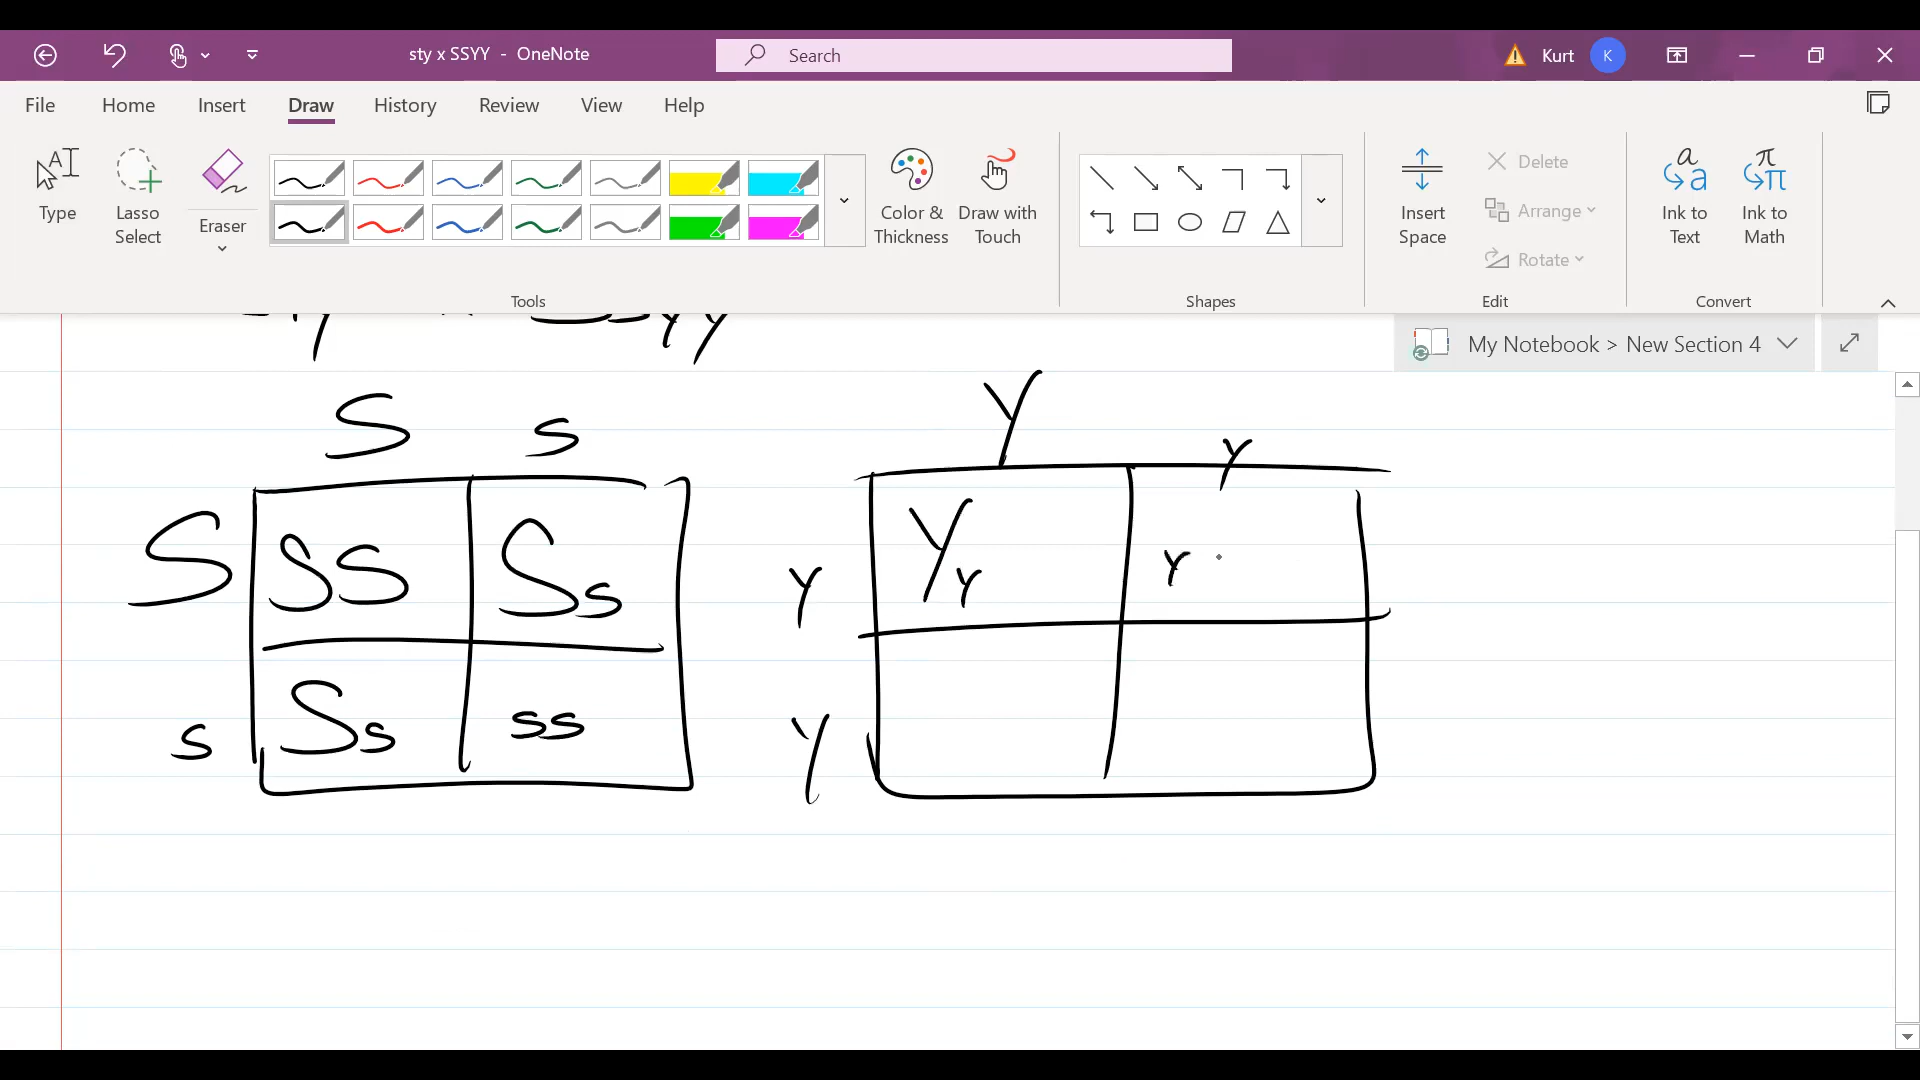 sty x SSYY - OneNote
Search
Kurt
K
File Home Insert Draw History Review View Help
Type
Lasso Select
Eraser
Color & Thickness
Draw with Touch
Insert Space
Delete
Arrange
Rotate
Ink to Text
Ink to Math
Tools
Shapes
Edit
Convert
My Notebook > New Section 4
S s
S SS Ss
s Ss ss
Y y
y Yy y
Y